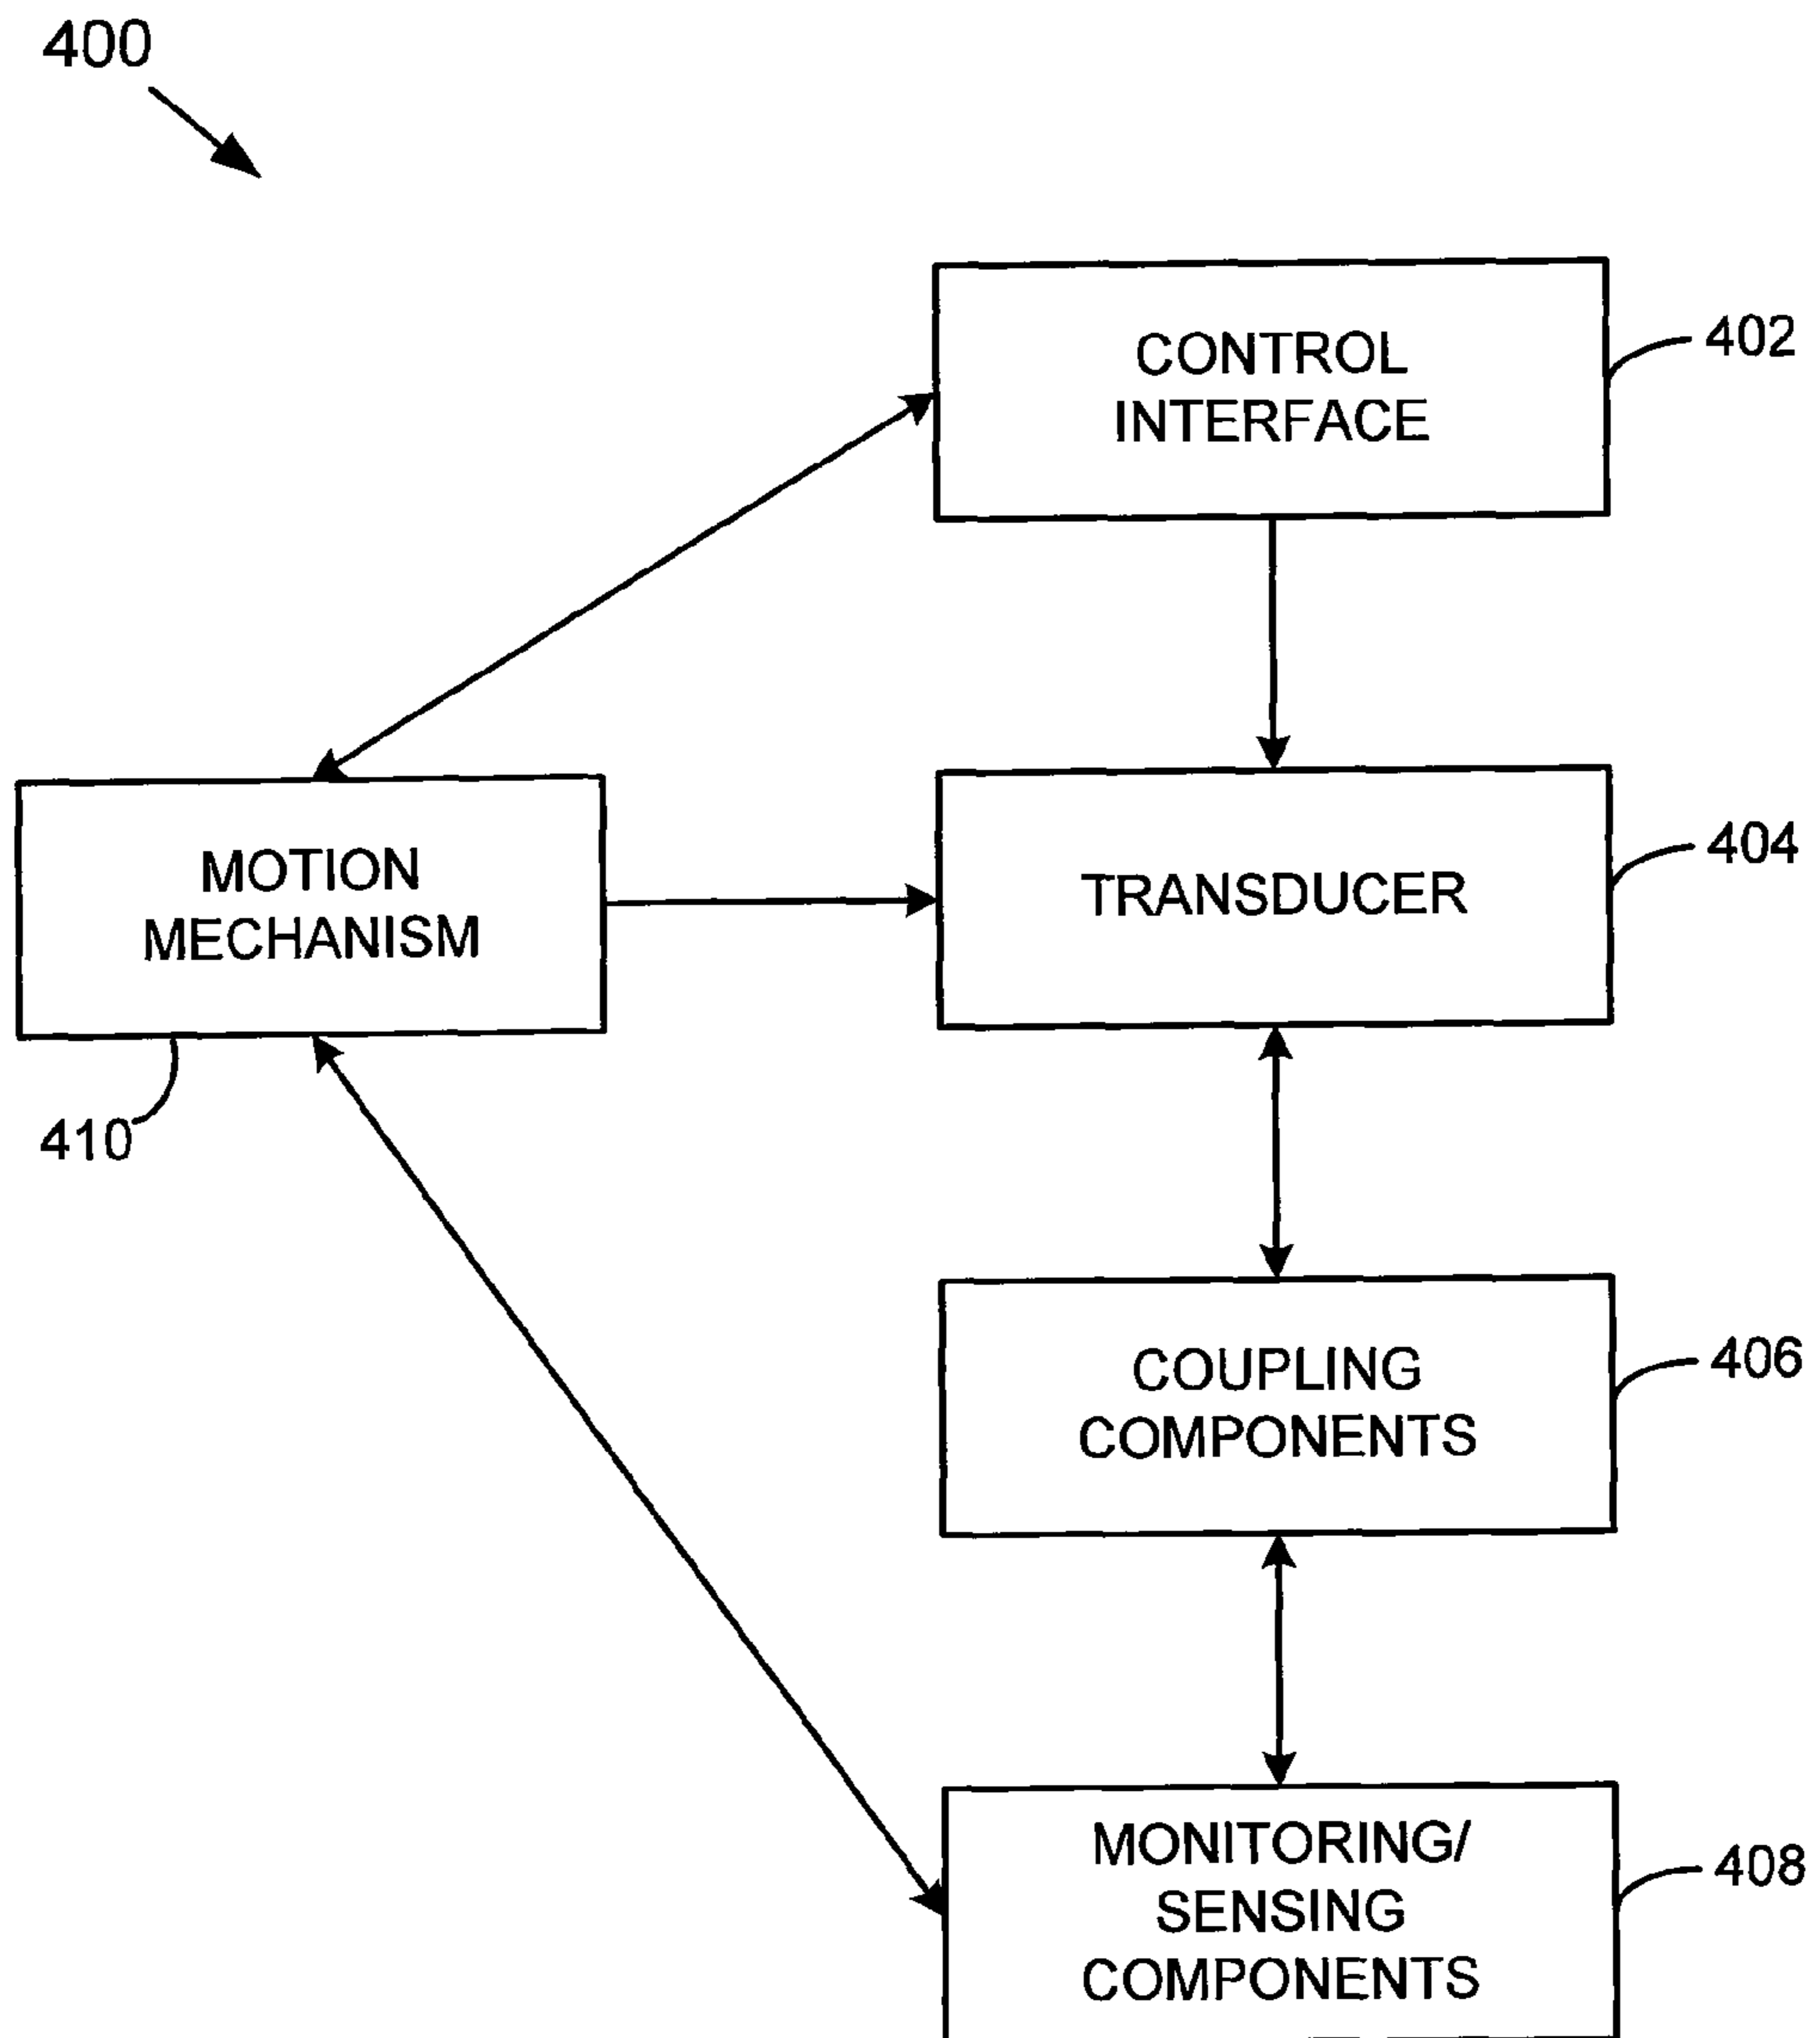 400
CONTROL
INTERFACE
402
MOTION
MECHANISM
410
TRANSDUCER
404
COUPLING
COMPONENTS
406
MONITORING/
SENSING
COMPONENTS
408